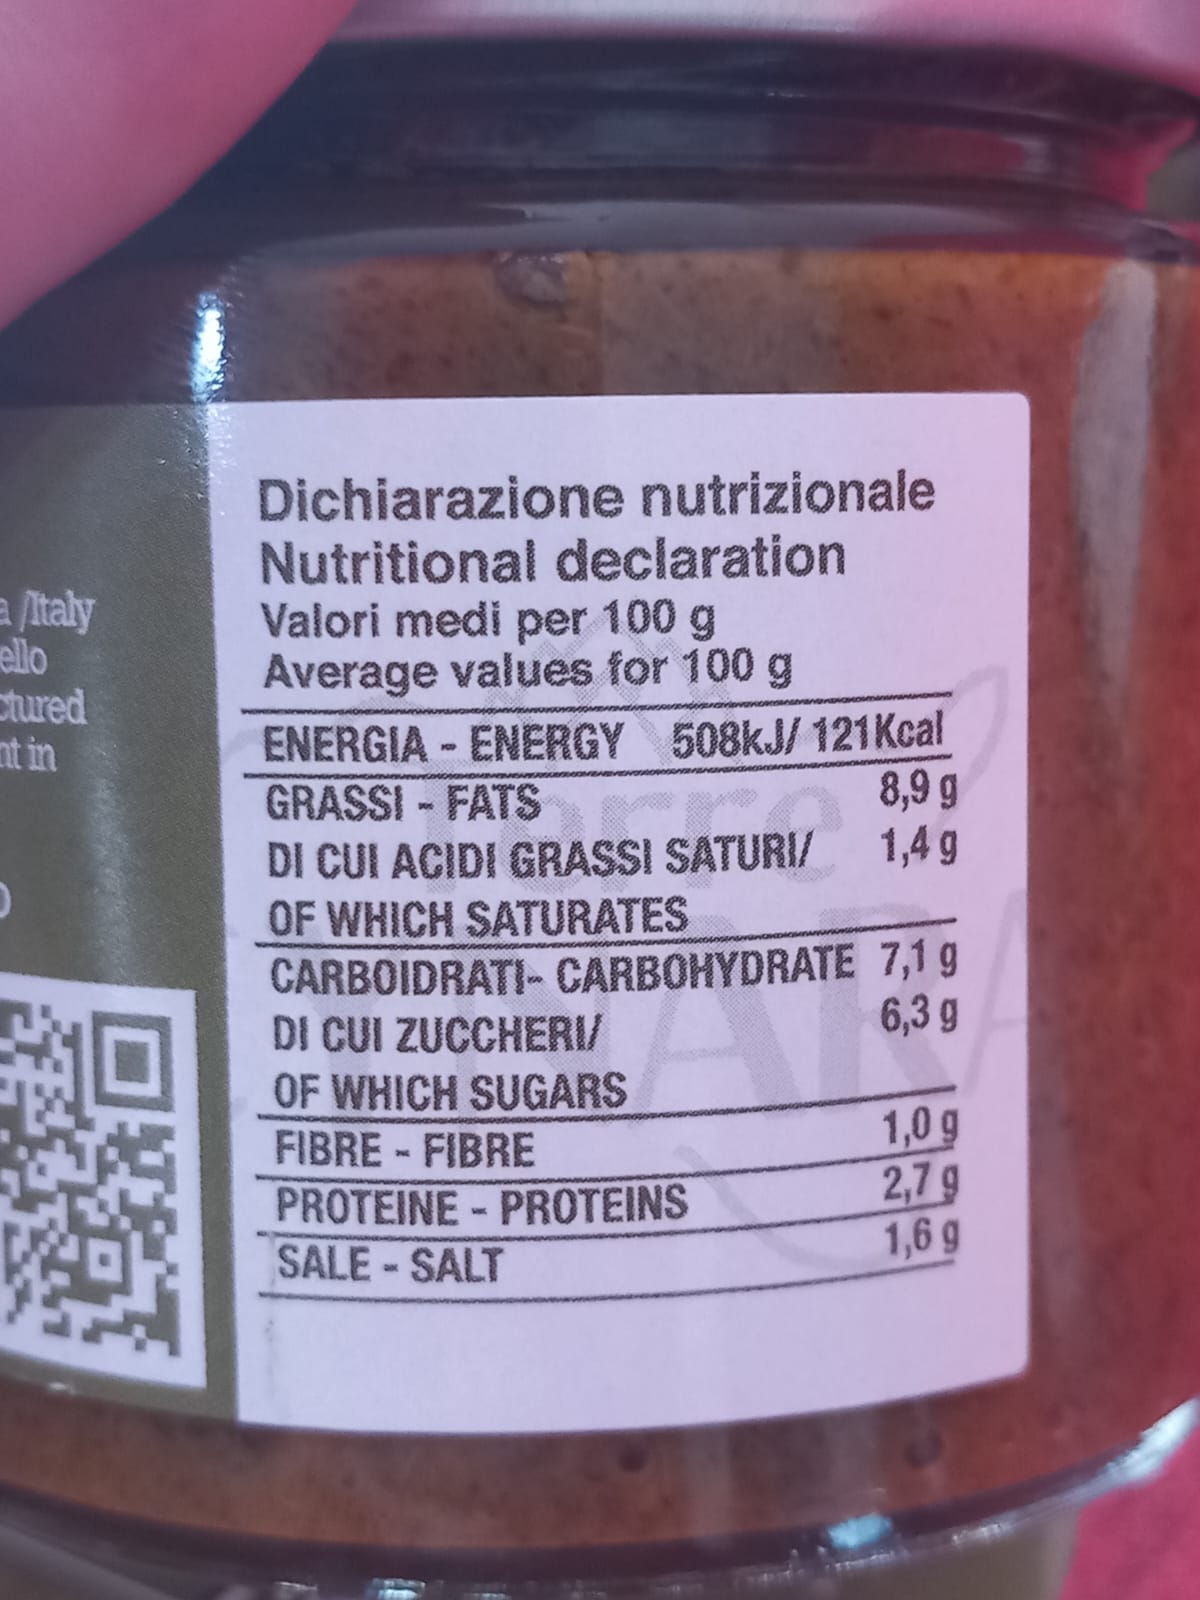 /Italy
Dichiarazione nutrizionale
Nutritional declaration
Valori medi per 100 g
Average values for 100 g
ENERGIA - ENERGY 508kJ/ 121Kcal
GRASSI - FATS 8,9 g
DI CUI ACIDI GRASSI SATURI/ 1,4 g
OF WHICH SATURATES
CARBOIDRATI- CARBOHYDRATE 7,1 g
DI CUI ZUCCHERI/ 6,3 g
OF WHICH SUGARS
FIBRE - FIBRE 1,0 g
PROTEINE - PROTEINS 2,7 g
SALE - SALT 1,6 g
Terre